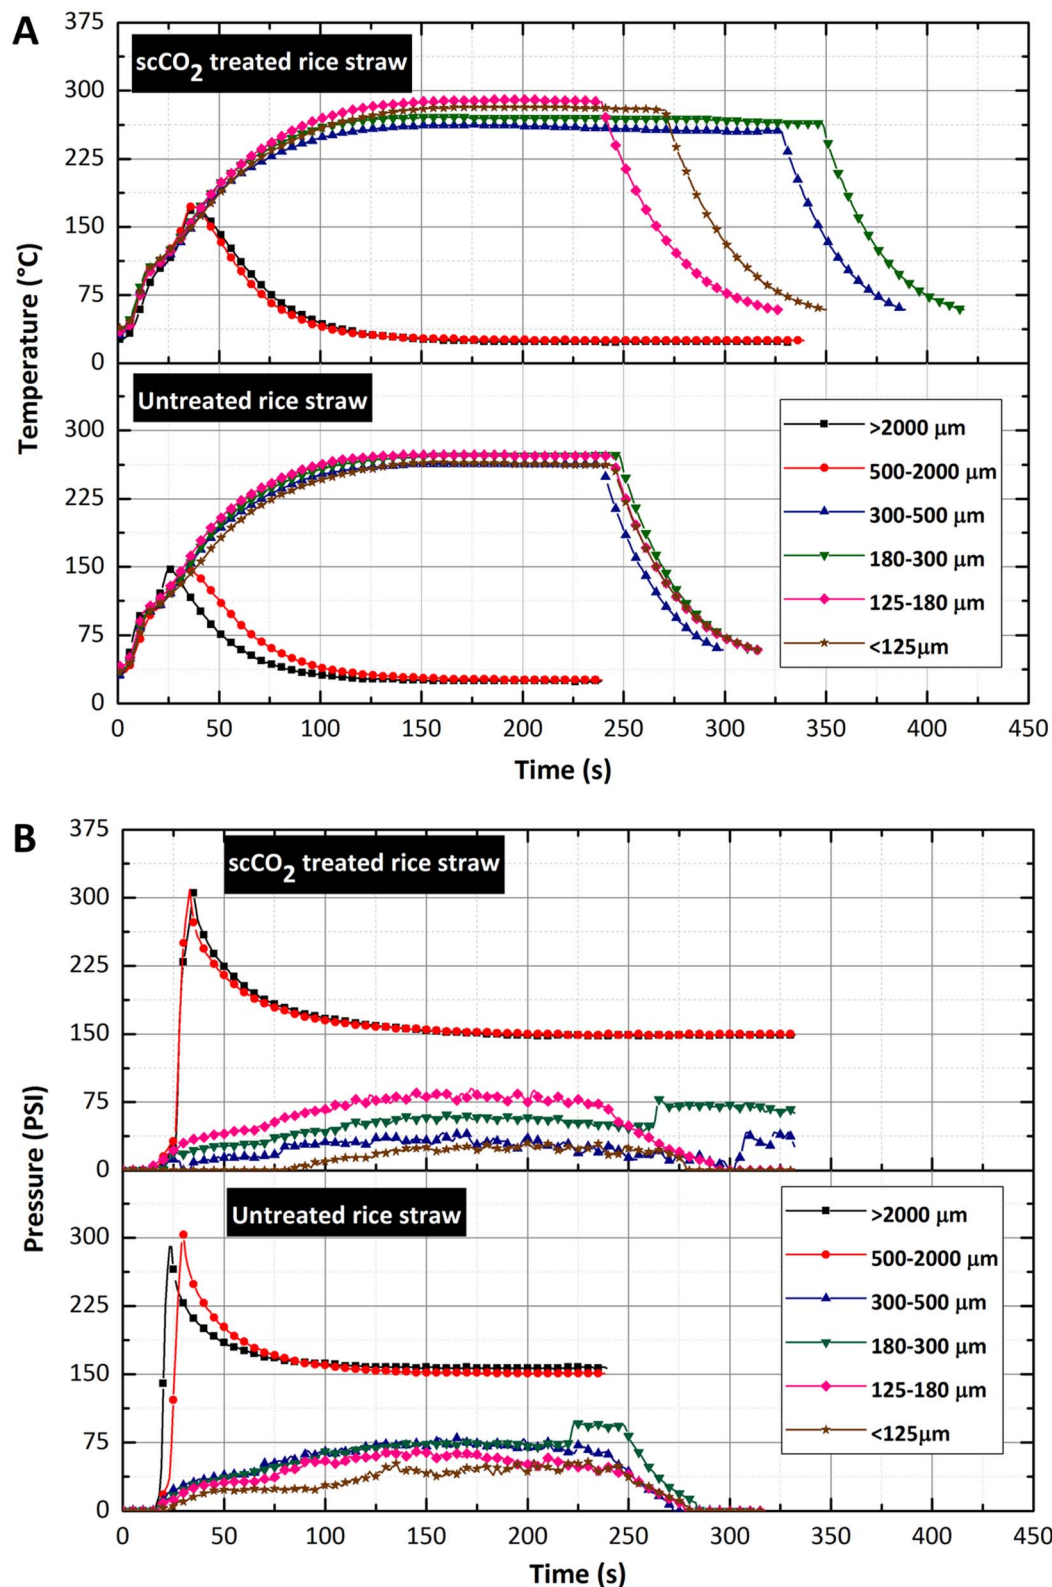 A
scCO2 treated rice straw
375
300
225
150
75
0
Temperature (°C)
Untreated rice straw
300
225
150
75
0
>2000 μm
500-2000 μm
300-500 μm
180-300 μm
125-180 μm
<125μm
0 50 100 150 200 250 300 350 400 450
Time (s)
B
scCO2 treated rice straw
375
300
225
150
75
0
Pressure (PSI)
Untreated rice straw
300
225
150
75
0
>2000 μm
500-2000 μm
300-500 μm
180-300 μm
125-180 μm
<125μm
0 50 100 150 200 250 300 350 400 450
Time (s)